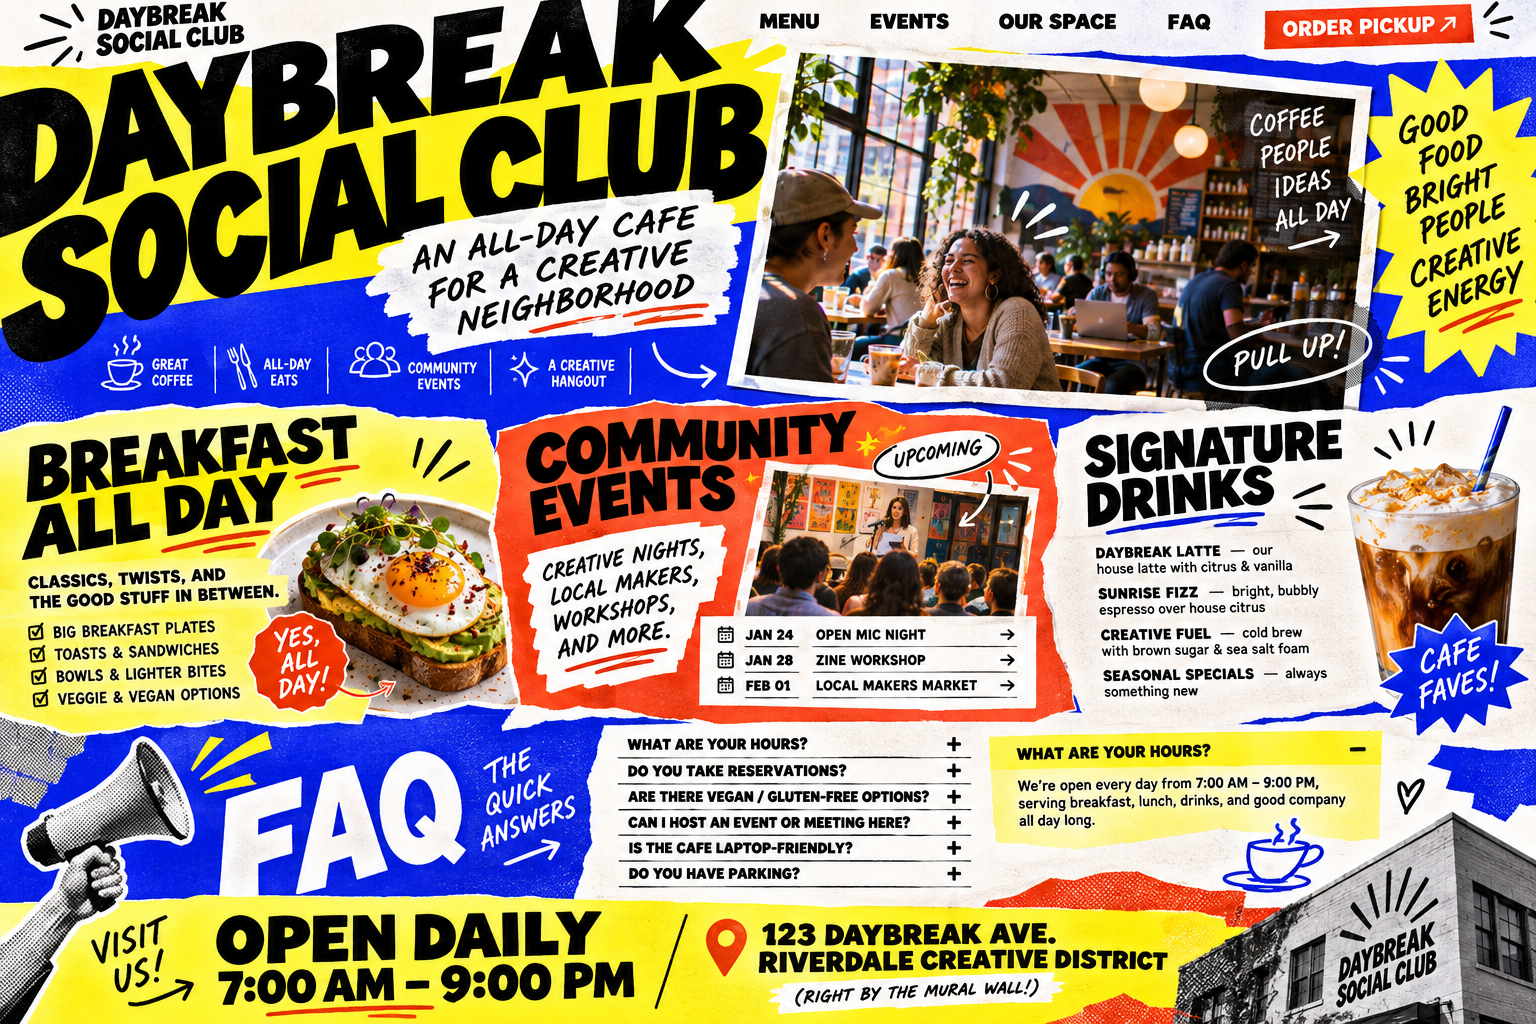 DAYBREAK
SOCIAL CLUB
MENU
EVENTS
OUR SPACE
FAQ
ORDER PICKUP ↗
DAYBREAK
SOCIAL CLUB
AN ALL-DAY CAFE
FOR A CREATIVE
NEIGHBORHOOD
GREAT
COFFEE
ALL-DAY
EATS
COMMUNITY
EVENTS
A CREATIVE
HANGOUT
COFFEE
PEOPLE
IDEAS
ALL DAY
PULL UP!
GOOD
FOOD
BRIGHT
PEOPLE
CREATIVE
ENERGY
BREAKFAST
ALL DAY
CLASSICS, TWISTS, AND
THE GOOD STUFF IN BETWEEN.
BIG BREAKFAST PLATES
TOASTS & SANDWICHES
BOWLS & LIGHTER BITES
VEGGIE & VEGAN OPTIONS
YES,
ALL
DAY!
COMMUNITY
EVENTS
UPCOMING
CREATIVE NIGHTS,
LOCAL MAKERS,
WORKSHOPS,
AND MORE.
JAN 24 OPEN MIC NIGHT →
JAN 28 ZINE WORKSHOP →
FEB 01 LOCAL MAKERS MARKET →
SIGNATURE
DRINKS
DAYBREAK LATTE — our
house latte with citrus & vanilla
SUNRISE FIZZ — bright, bubbly
espresso over house citrus
CREATIVE FUEL — cold brew
with brown sugar & sea salt foam
SEASONAL SPECIALS — always
something new
CAFE
FAVES!
FAQ
THE
QUICK
ANSWERS
WHAT ARE YOUR HOURS? +
DO YOU TAKE RESERVATIONS? +
ARE THERE VEGAN / GLUTEN-FREE OPTIONS? +
CAN I HOST AN EVENT OR MEETING HERE? +
IS THE CAFE LAPTOP-FRIENDLY? +
DO YOU HAVE PARKING? +
WHAT ARE YOUR HOURS? −
We're open every day from 7:00 AM – 9:00 PM,
serving breakfast, lunch, drinks, and good company
all day long.
VISIT
US!
OPEN DAILY
7:00 AM – 9:00 PM
123 DAYBREAK AVE.
RIVERDALE CREATIVE DISTRICT
(RIGHT BY THE MURAL WALL!)
DAYBREAK
SOCIAL CLUB